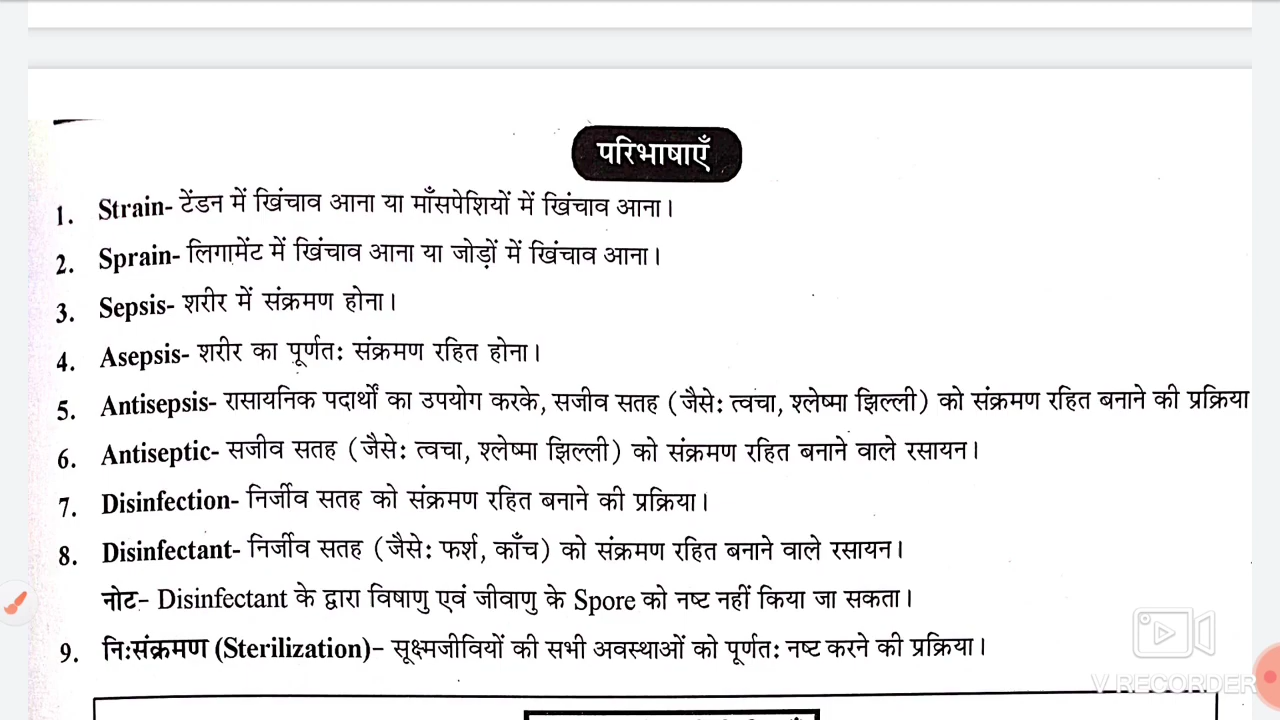 परिभाषाएँ
1. Strain- टेंडन में खिंचाव आना या माँसपेशियों में खिंचाव आना।
2. Sprain- लिगामेंट में खिंचाव आना या जोड़ों में खिंचाव आना।
3. Sepsis- शरीर में संक्रमण होना।
4. Asepsis- शरीर का पूर्णत: संक्रमण रहित होना।
5. Antisepsis- रासायनिक पदार्थों का उपयोग करके, सजीव सतह (जैसे: त्वचा, श्लेष्मा झिल्ली) को संक्रमण रहित बनाने की प्रक्रिया
6. Antiseptic- सजीव सतह (जैसे: त्वचा, श्लेष्मा झिल्ली) को संक्रमण रहित बनाने वाले रसायन।
7. Disinfection- निर्जीव सतह को संक्रमण रहित बनाने की प्रक्रिया।
8. Disinfectant- निर्जीव सतह (जैसे: फर्श, काँच) को संक्रमण रहित बनाने वाले रसायन।
नोट- Disinfectant के द्वारा विषाणु एवं जीवाणु के Spore को नष्ट नहीं किया जा सकता।
9. नि:संक्रमण (Sterilization)- सूक्ष्मजीवियों की सभी अवस्थाओं को पूर्णत: नष्ट करने की प्रक्रिया।
V RECORDER